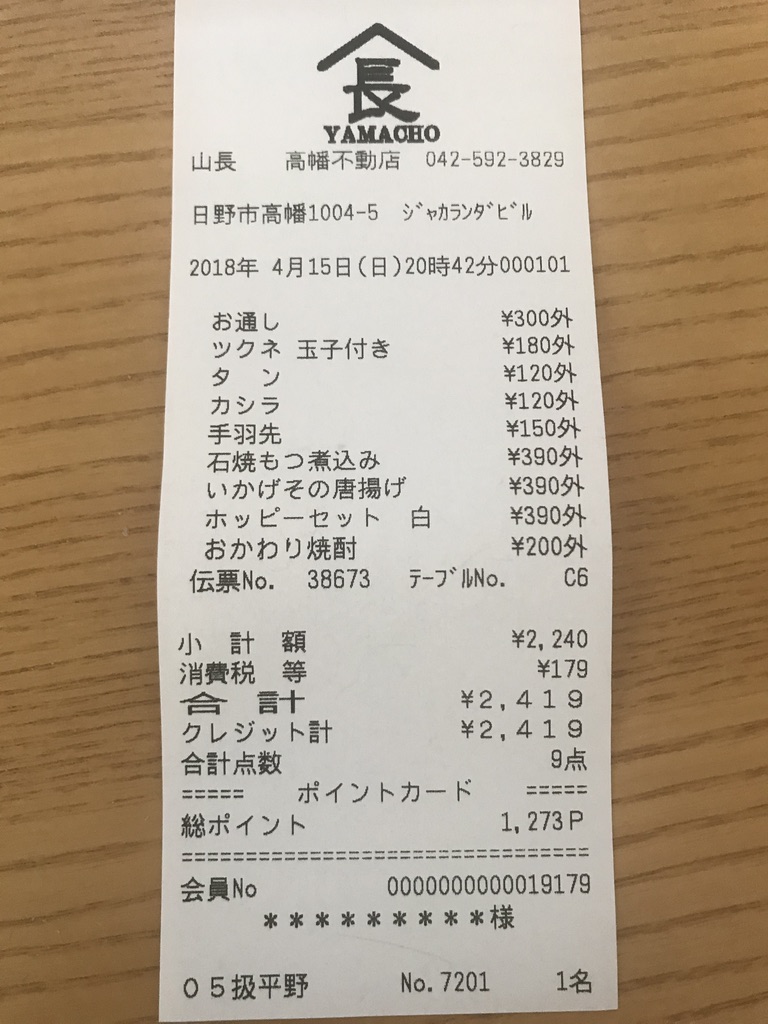 長
YAMACHO
山長 高幡不動店 042-592-3829
日野市高幡1004-5 ｼﾞｬｶﾗﾝﾀﾞﾋﾞﾙ
2018年 4月15日(日)20時42分000101
お通し ¥300外
ツクネ 玉子付き ¥180外
タ ン ¥120外
カシラ ¥120外
手羽先 ¥150外
石焼もつ煮込み ¥390外
いかげその唐揚げ ¥390外
ホッピーセット 白 ¥390外
おかわり焼酎 ¥200外
伝票No. 38673 ﾃｰﾌﾞﾙNo. C6
小 計 額 ¥2,240
消費税 等 ¥179
合 計 ¥2,419
クレジット計 ¥2,419
合計点数 9点
===== ポイントカード =====
総ポイント 1,273P
================================
会員No 0000000000019179
*********様
05扱平野 No.7201 1名